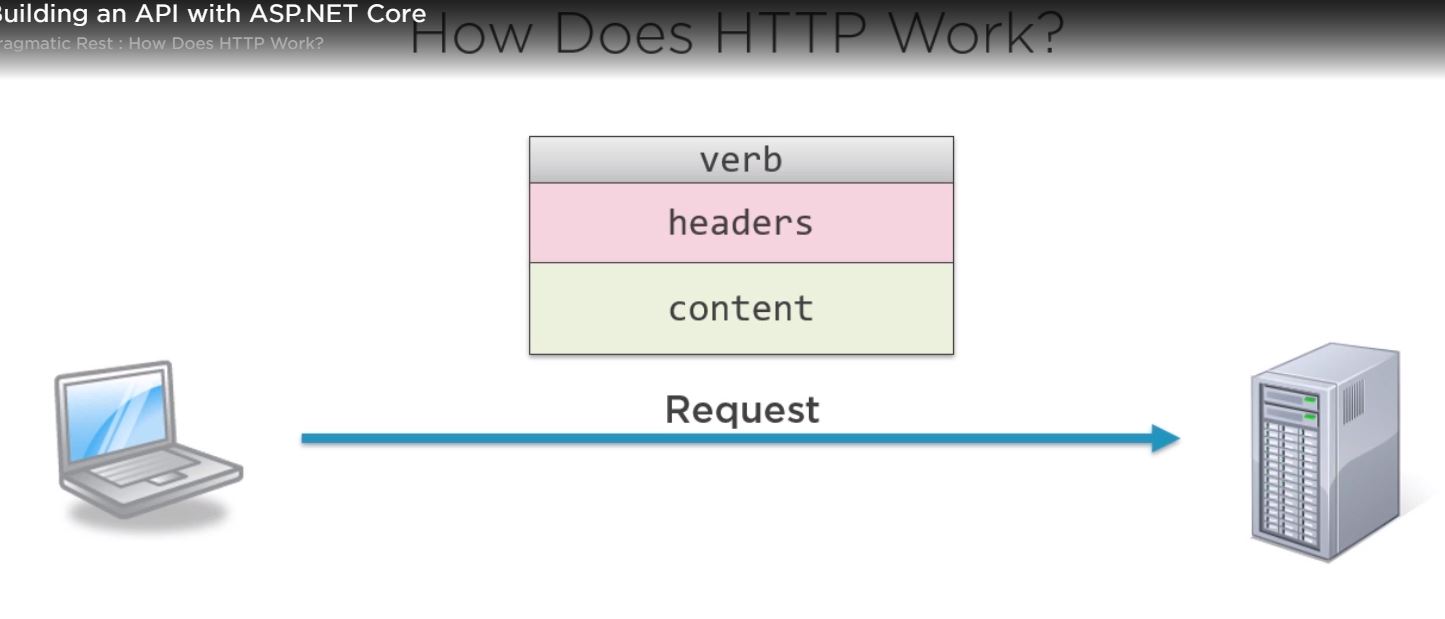 uilding an API with ASP.NET Core
ragmatic Rest : How Does HTTP Work?
How Does HTTP Work?
verb
headers
content
Request